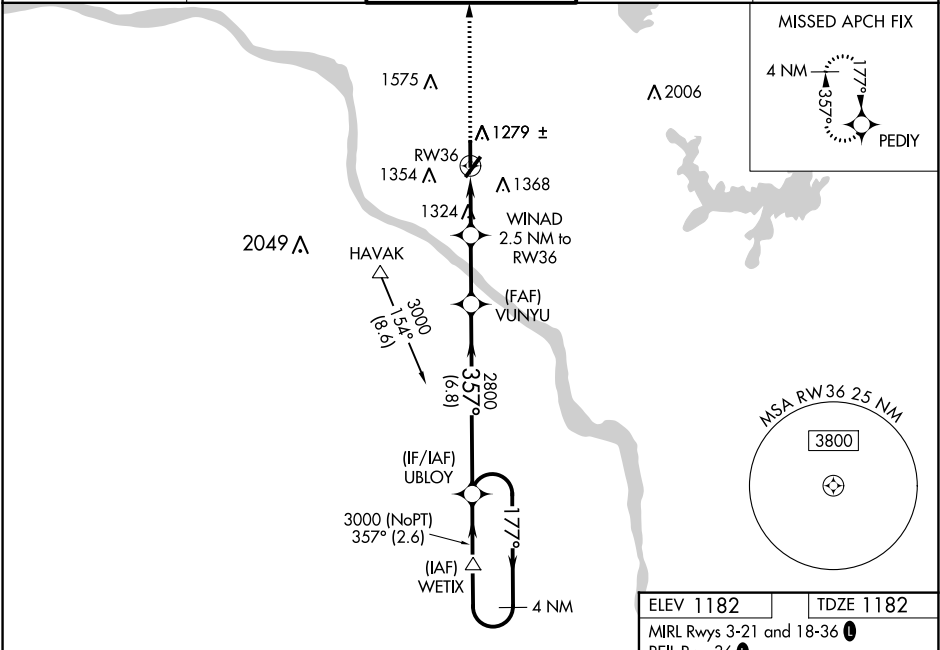 MISSED APCH FIX
4 NM
177°
357°
PEDIY
1575
2006
1279 ±
RW36
1354
1368
1324
WINAD
2.5 NM to
RW36
2049
HAVAK
3000
154°
(8.6)
(FAF)
VUNYU
2800
357°
(6.8)
MSA RW36 25 NM
3800
(IF/IAF)
UBLOY
177°
3000 (NoPT)
357° (2.6)
(IAF)
WETIX
4 NM
ELEV 1182
TDZE 1182
MIRL Rwys 3-21 and 18-36 L